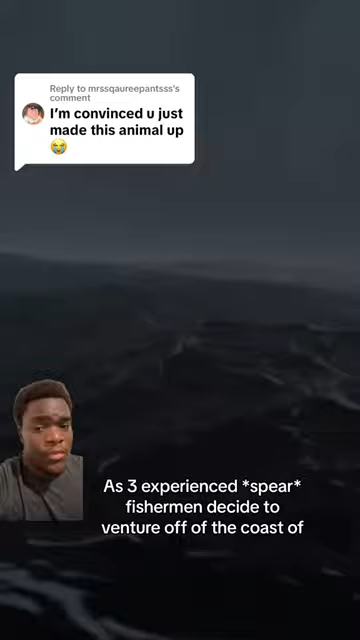 Reply to mrssqaureepantsss's
comment
I'm convinced u just
made this animal up
😭
As 3 experienced *spear*
fishermen decide to
venture off of the coast of